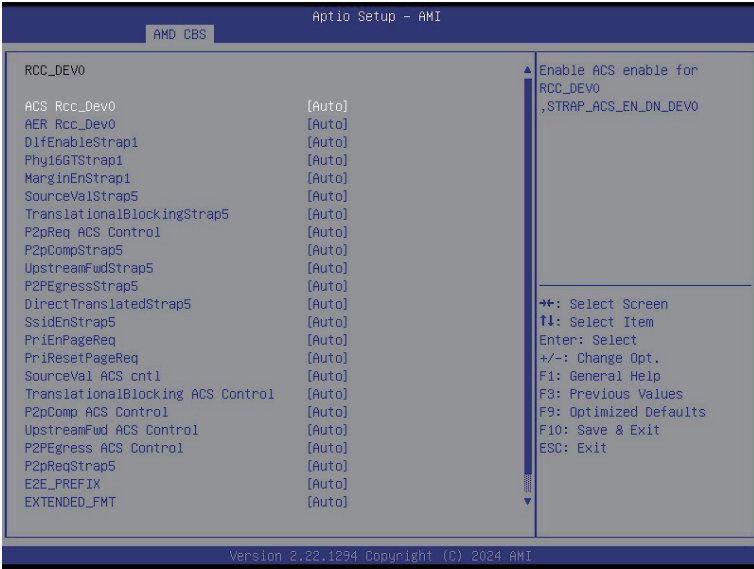 Aptio Setup – AMI
AMD CBS
RCC_DEV0
ACS Rcc_Dev0 [Auto]
AER Rcc_Dev0 [Auto]
DlfEnableStrap1 [Auto]
Phy16GTStrap1 [Auto]
MarginEnStrap1 [Auto]
SourceValStrap5 [Auto]
TranslationalBlockingStrap5 [Auto]
P2pReq ACS Control [Auto]
P2pCompStrap5 [Auto]
UpstreamFwdStrap5 [Auto]
P2PEgressStrap5 [Auto]
DirectTranslatedStrap5 [Auto]
SsidEnStrap5 [Auto]
PriEnPageReq [Auto]
PriResetPageReq [Auto]
SourceVal ACS cntl [Auto]
TranslationalBlocking ACS Control [Auto]
P2pComp ACS Control [Auto]
UpstreamFwd ACS Control [Auto]
P2PEgress ACS Control [Auto]
P2pReqStrap5 [Auto]
E2E_PREFIX [Auto]
EXTENDED_FMT [Auto]
Enable ACS enable for
RCC_DEV0
,STRAP_ACS_EN_DN_DEV0
→←: Select Screen
↑↓: Select Item
Enter: Select
+/-: Change Opt.
F1: General Help
F3: Previous Values
F9: Optimized Defaults
F10: Save & Exit
ESC: Exit
Version 2.22.1294 Copyright (C) 2024 AMI